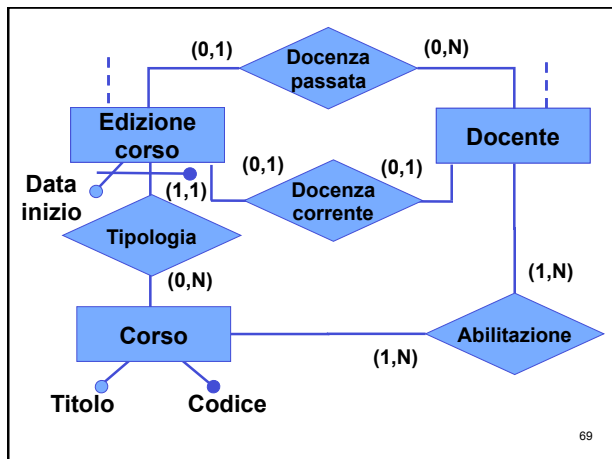 (0,1)
Docenza
passata
(0,N)
Edizione
corso
Docente
Data
inizio
(1,1)
(0,1)
Docenza
corrente
(0,1)
Tipologia
(0,N)
(1,N)
Corso
(1,N)
Abilitazione
Titolo
Codice
69